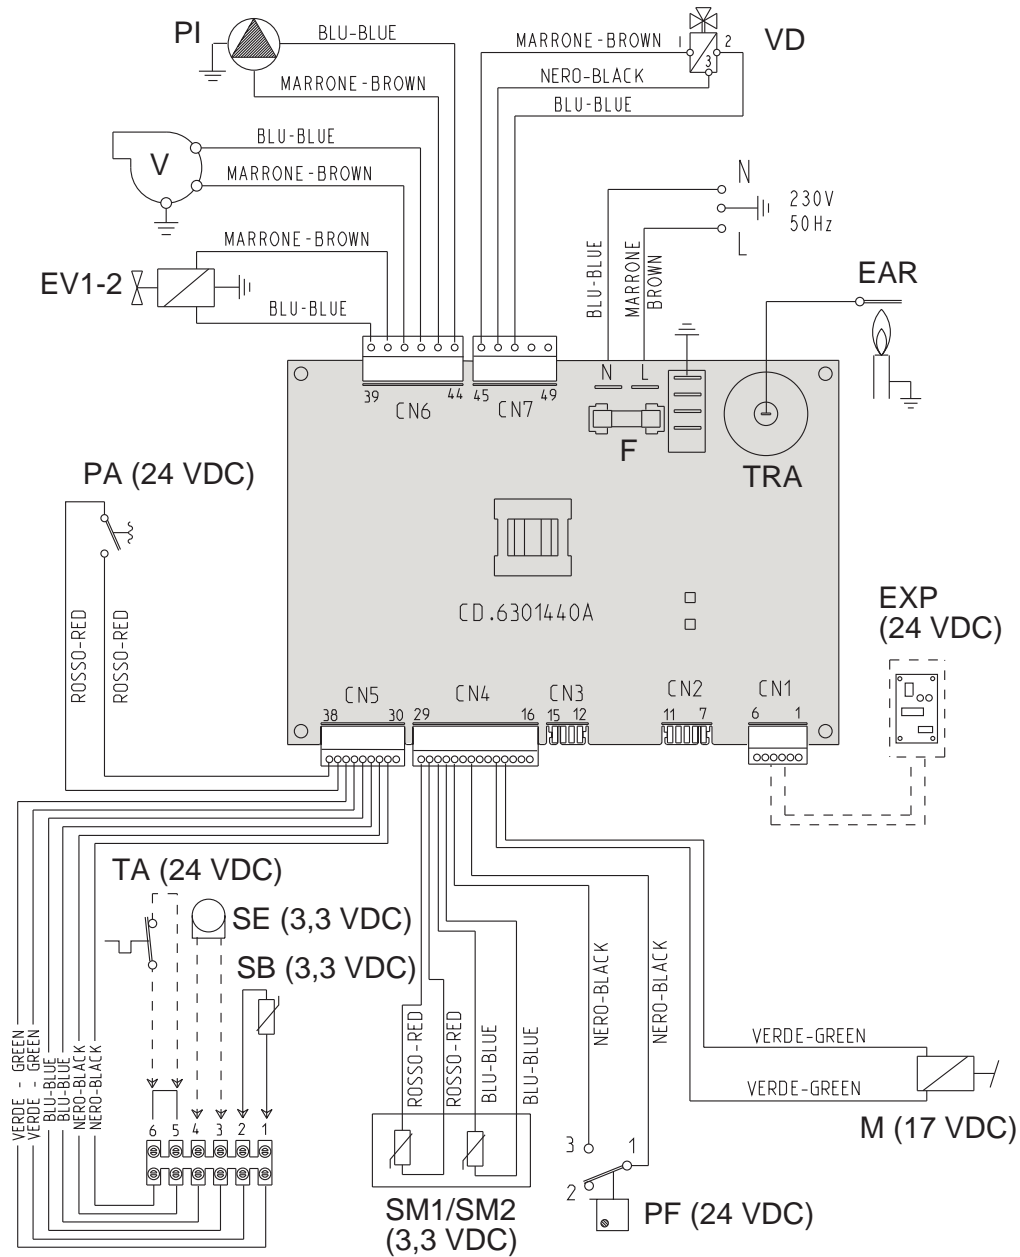 PI
BLU-BLUE
MARRONE-BROWN
MARRONE-BROWN
NERO-BLACK
BLU-BLUE
1
2
3
VD
BLU-BLUE
V
MARRONE-BROWN
N
230V
50Hz
L
MARRONE-BROWN
EV1-2
BLU-BLUE
BLU-BLUE
MARRONE
BROWN
EAR
N
L
39
44
45
49
CN6
CN7
F
TRA
PA (24 VDC)
ROSSO-RED
ROSSO-RED
CD.6301440A
EXP
(24 VDC)
CN5
CN4
CN3
CN2
CN1
38
30
29
16
15
12
11
7
6
1
TA (24 VDC)
SE (3,3 VDC)
SB (3,3 VDC)
VERDE - GREEN
VERDE - GREEN
BLU-BLUE
BLU-BLUE
NERO-BLACK
NERO-BLACK
ROSSO-RED
ROSSO-RED
BLU-BLUE
BLU-BLUE
NERO-BLACK
NERO-BLACK
VERDE-GREEN
VERDE-GREEN
M (17 VDC)
6
5
4
3
2
1
3
1
2
SM1/SM2
(3,3 VDC)
PF (24 VDC)